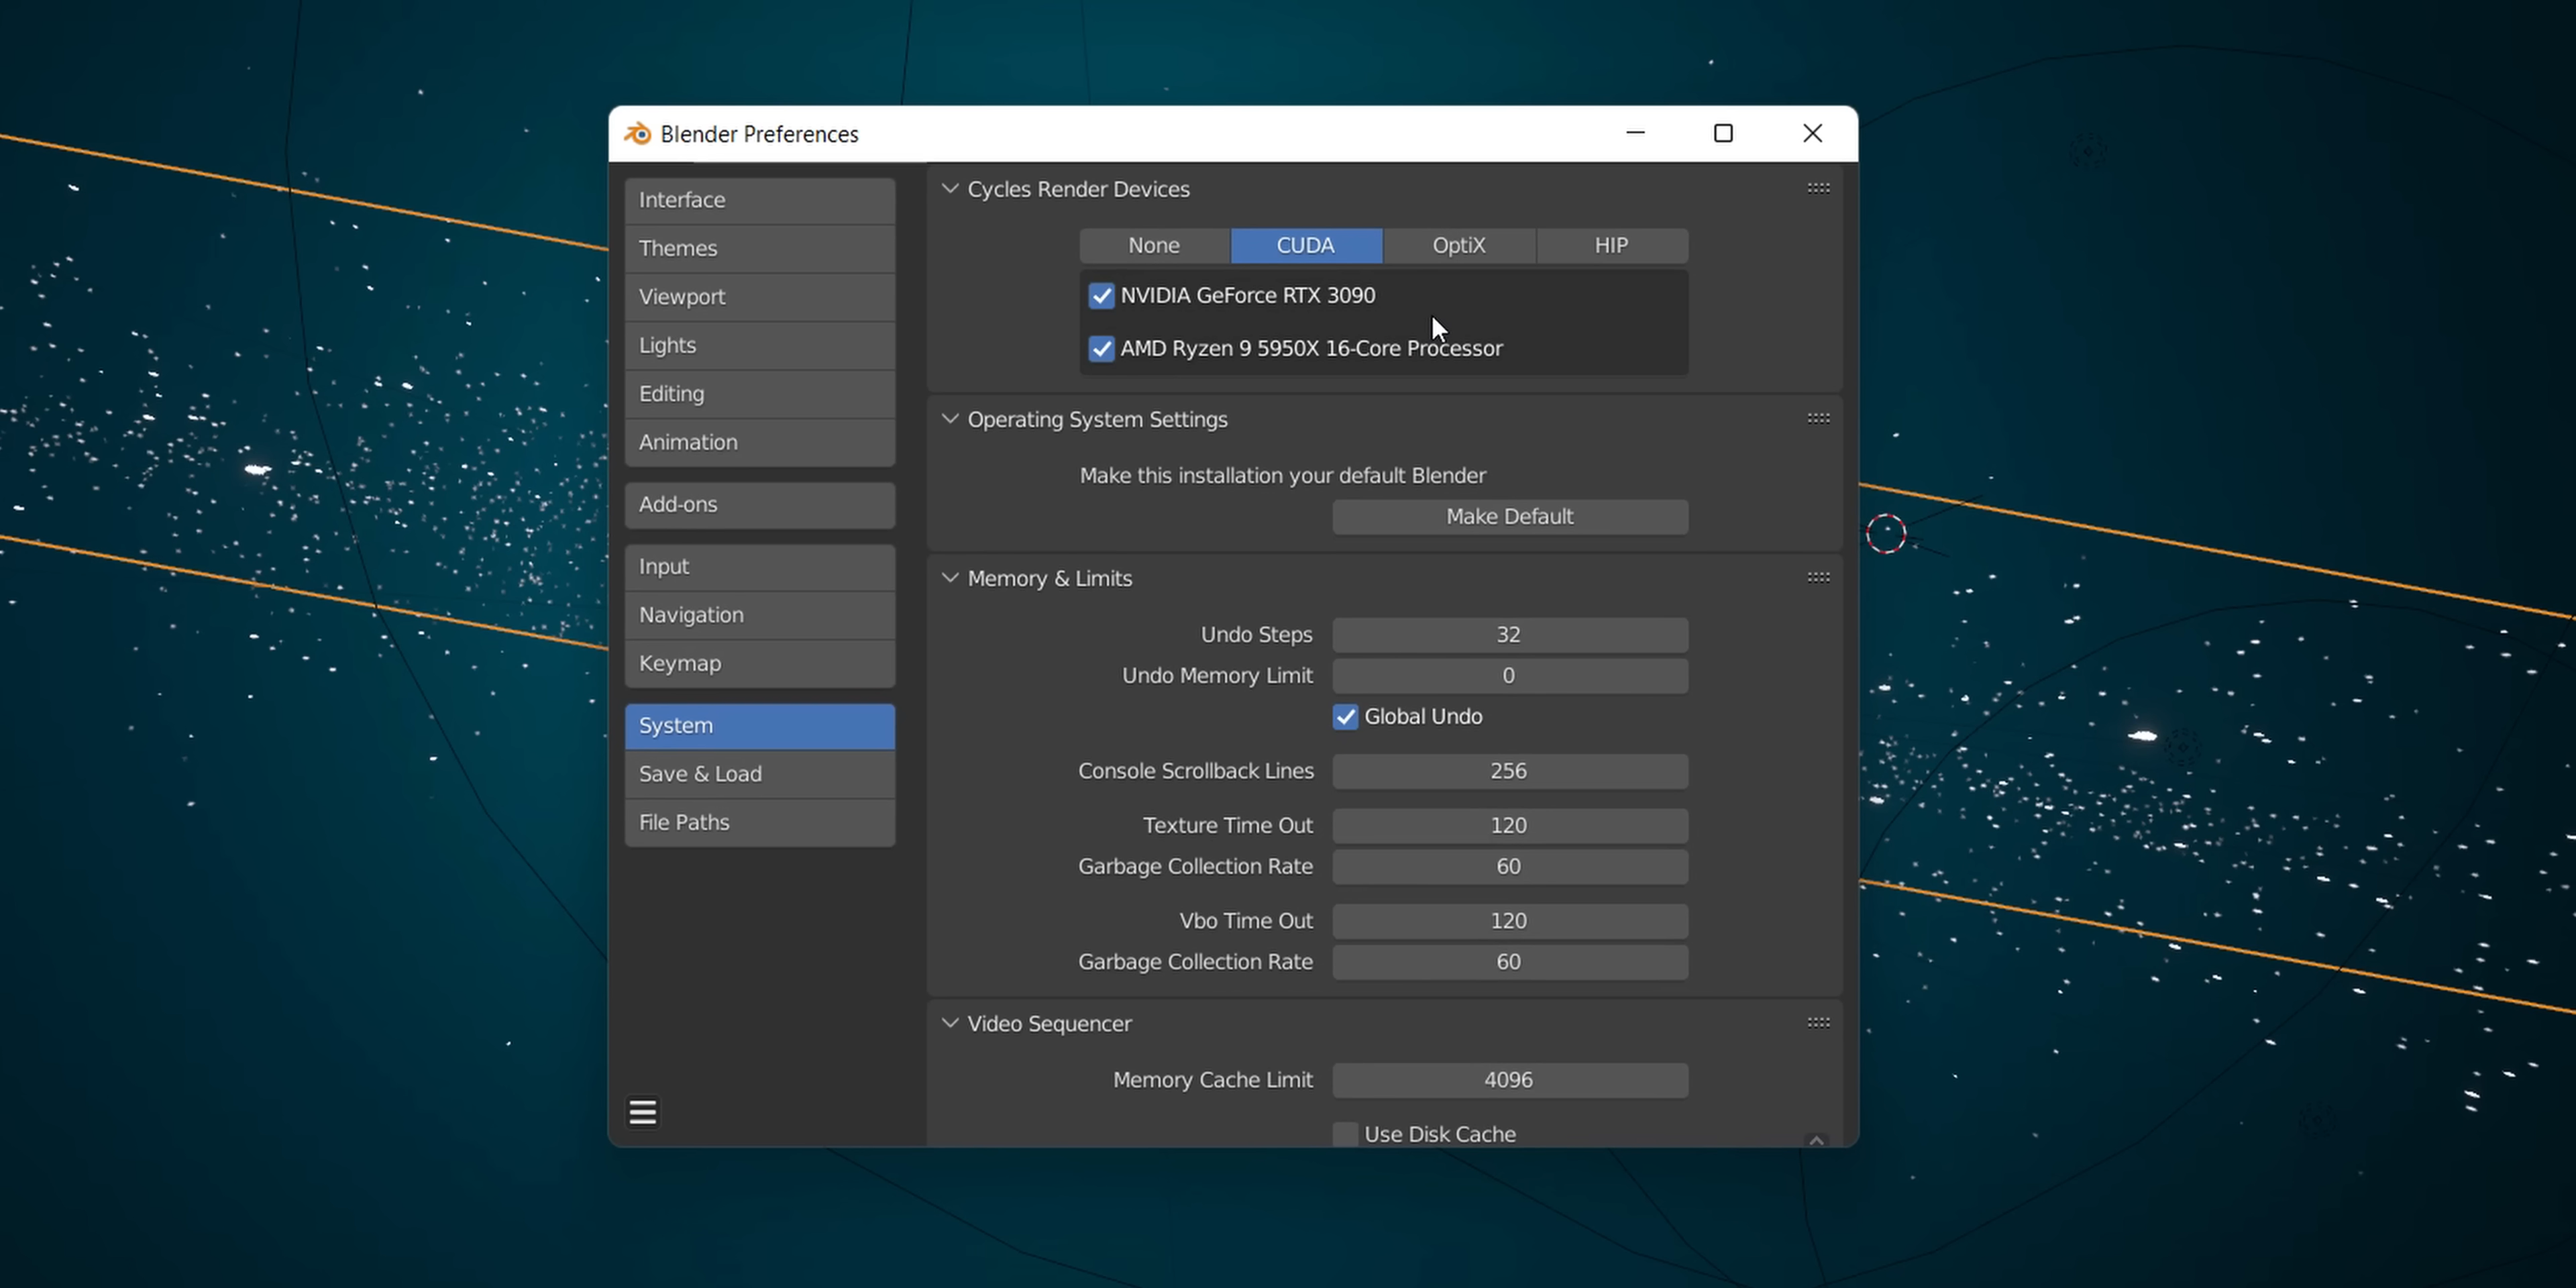 Blender Preferences
Interface
Themes
Viewport
Lights
Editing
Animation
Add-ons
Input
Navigation
Keymap
System
Save & Load
File Paths
Cycles Render Devices
None CUDA OptiX HIP
NVIDIA GeForce RTX 3090
AMD Ryzen 9 5950X 16-Core Processor
Operating System Settings
Make this installation your default Blender
Make Default
Memory & Limits
Undo Steps 32
Undo Memory Limit 0
Global Undo
Console Scrollback Lines 256
Texture Time Out 120
Garbage Collection Rate 60
Vbo Time Out 120
Garbage Collection Rate 60
Video Sequencer
Memory Cache Limit 4096
Use Disk Cache